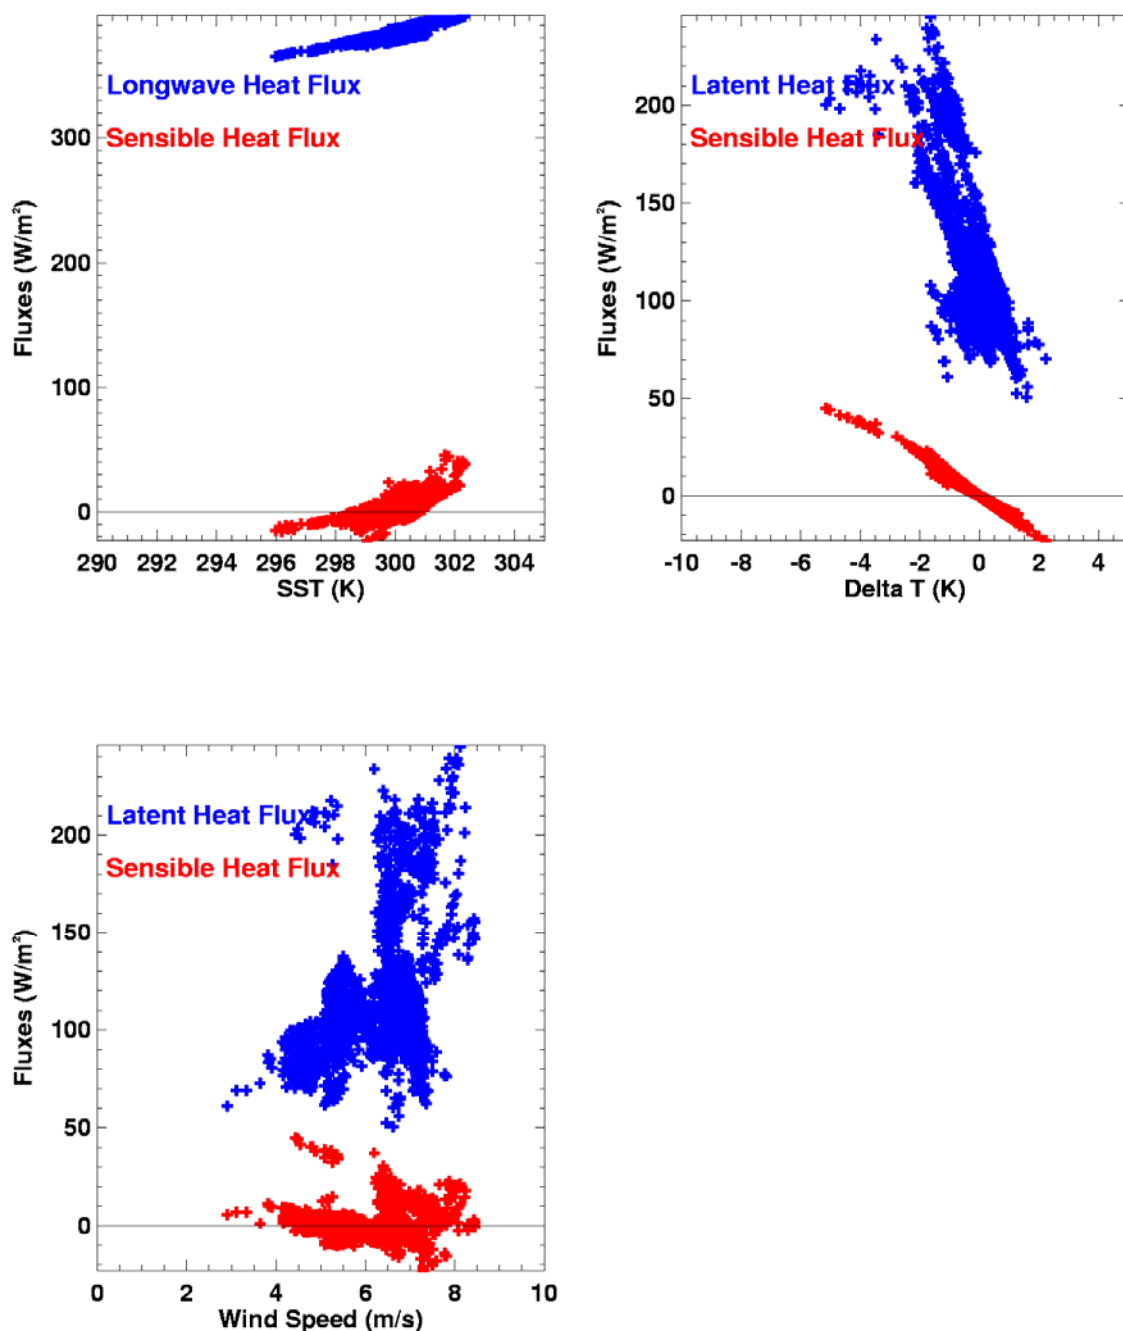 Longwave Heat Flux
Sensible Heat Flux
300
200
100
0
Fluxes (W/m²)
290 292 294 296 298 300 302 304
SST (K)
Latent Heat Flux
Sensible Heat Flux
200
150
100
50
0
Fluxes (W/m²)
-10 -8 -6 -4 -2 0 2 4
Delta T (K)
Latent Heat Flux
Sensible Heat Flux
200
150
100
50
0
Fluxes (W/m²)
0 2 4 6 8 10
Wind Speed (m/s)